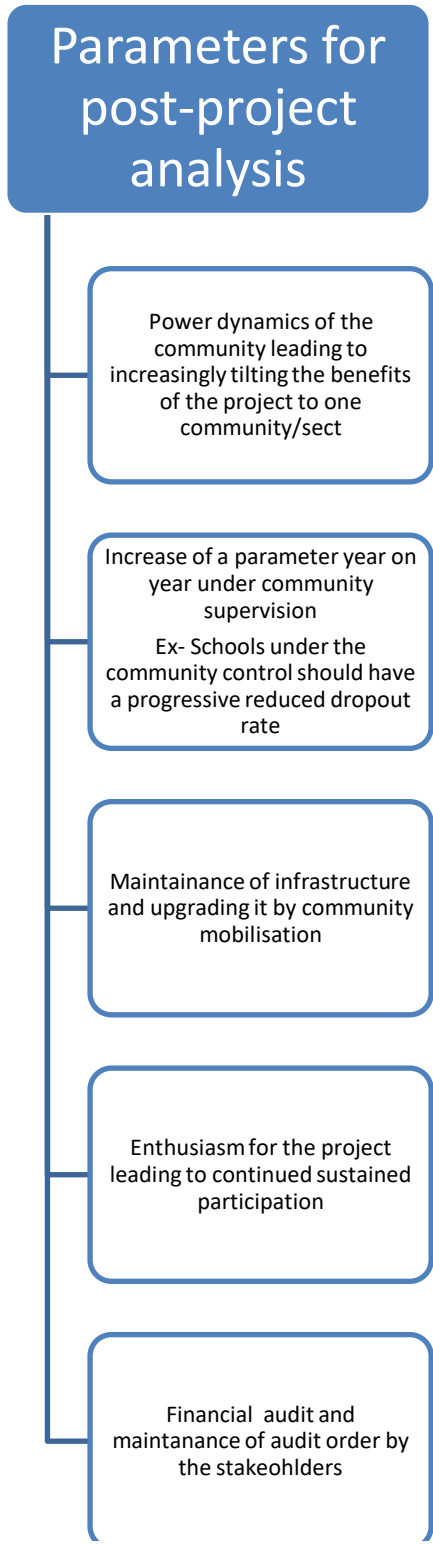 Parameters for
post-project
analysis
Power dynamics of the
community leading to
increasingly tilting the benefits
of the project to one
community/sect
Increase of a parameter year on
year under community
supervision
Ex- Schools under the
community control should have
a progressive reduced dropout
rate
Maintainance of infrastructure
and upgrading it by community
mobilisation
Enthusiasm for the project
leading to continued sustained
participation
Financial audit and
maintanance of audit order by
the stakeohlders